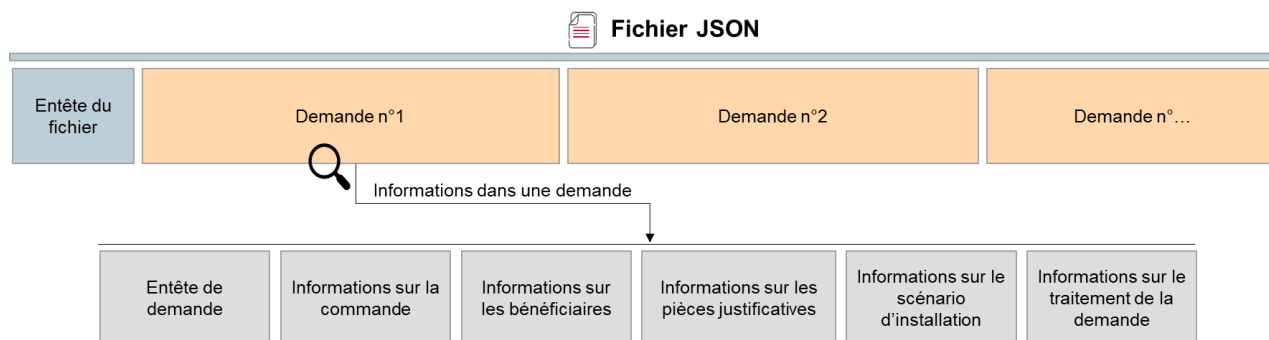 Fichier JSON
Entête du
fichier
Demande n°1
Demande n°2
Demande n°…
Informations dans une demande
Entête de
demande
Informations sur la
commande
Informations sur
les bénéficiaires
Informations sur les
pièces justificatives
Informations sur le
scénario
d’installation
Informations sur le
traitement de la
demande